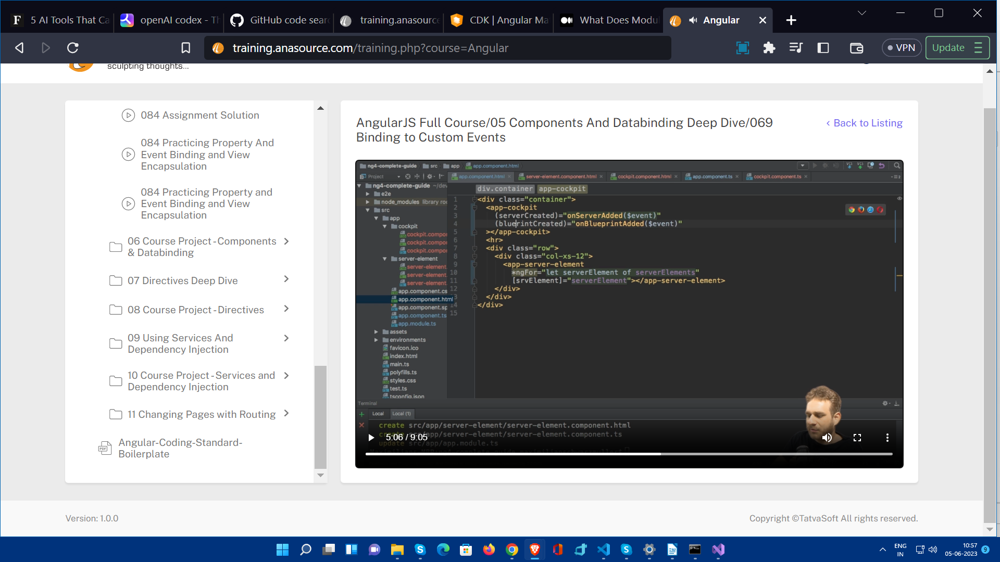 5 AI Tools That Ca
openAI codex - Th
GitHub code sear
training.anasource
CDK | Angular Ma
What Does Modul
Angular
training.anasource.com/training.php?course=Angular
VPN
Update
sculpting thoughts...
084 Assignment Solution
084 Practicing Property And
Event Binding and View
Encapsulation
084 Practicing Property and
Event Binding and View
Encapsulation
06 Course Project - Components
& Databinding
07 Directives Deep Dive
08 Course Project - Directives
09 Using Services And
Dependency Injection
10 Course Project - Services and
Dependency Injection
11 Changing Pages with Routing
PDF
Angular-Coding-Standard-
Boilerplate
AngularJS Full Course/05 Components And Databinding Deep Dive/069
Binding to Custom Events
Back to Listing
ng4-complete-guide
src
app
app.component.html
VCS
VCS
Project
app.component.html
server-element.component.html
cockpit.component.html
app.component.ts
cockpit.component.ts
ng4-complete-guide ~/dev
e2e
node_modules library roo
src
app
cockpit
cockpit.compo
cockpit.compo
cockpit.compo
server-element
server-element.
server-element.
server-element.
app.component.cs
app.component.html
app.component.sp
app.component.ts
app.module.ts
assets
environments
favicon.ico
index.html
main.ts
polyfills.ts
styles.css
test.ts
tsconfig.json
div.container
app-cockpit
1 <div class="container">
2 <app-cockpit
3 (serverCreated)="onServerAdded($event)"
4 (blueprintCreated)="onBlueprintAdded($event)"
5 ></app-cockpit>
6 <hr>
7 <div class="row">
8 <div class="col-xs-12">
9 <app-server-element
10 *ngFor="let serverElement of serverElements"
11 [srvElement]="serverElement"></app-server-element>
12 </div>
13 </div>
14 </div>
15
Terminal
Local
Local (1)
create src/app/server-element/server-element.component.html
create src/app/server-element/server-element.component.ts
update src/app/app.module.ts
5:06 / 9:05
Version: 1.0.0
Copyright ©TatvaSoft All rights reserved.
ENG
IN
10:57
05-06-2023
9